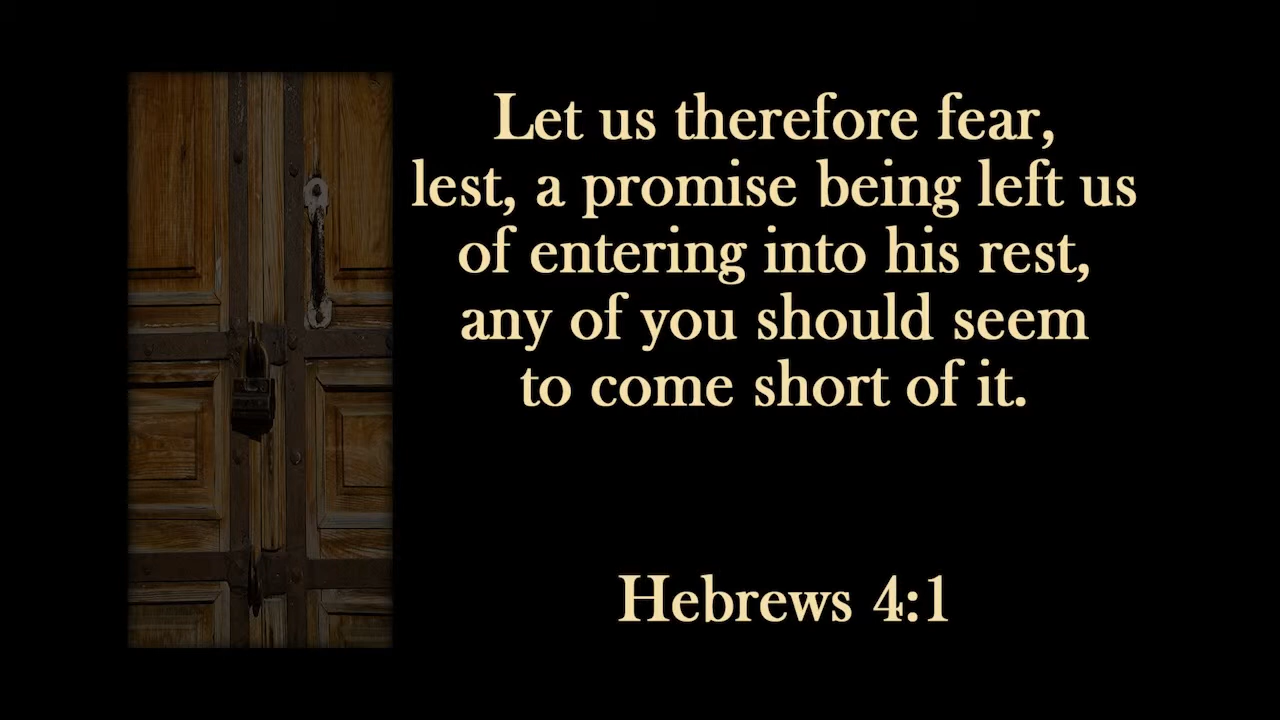 Let us therefore fear,
lest, a promise being left us
of entering into his rest,
any of you should seem
to come short of it.
Hebrews 4:1